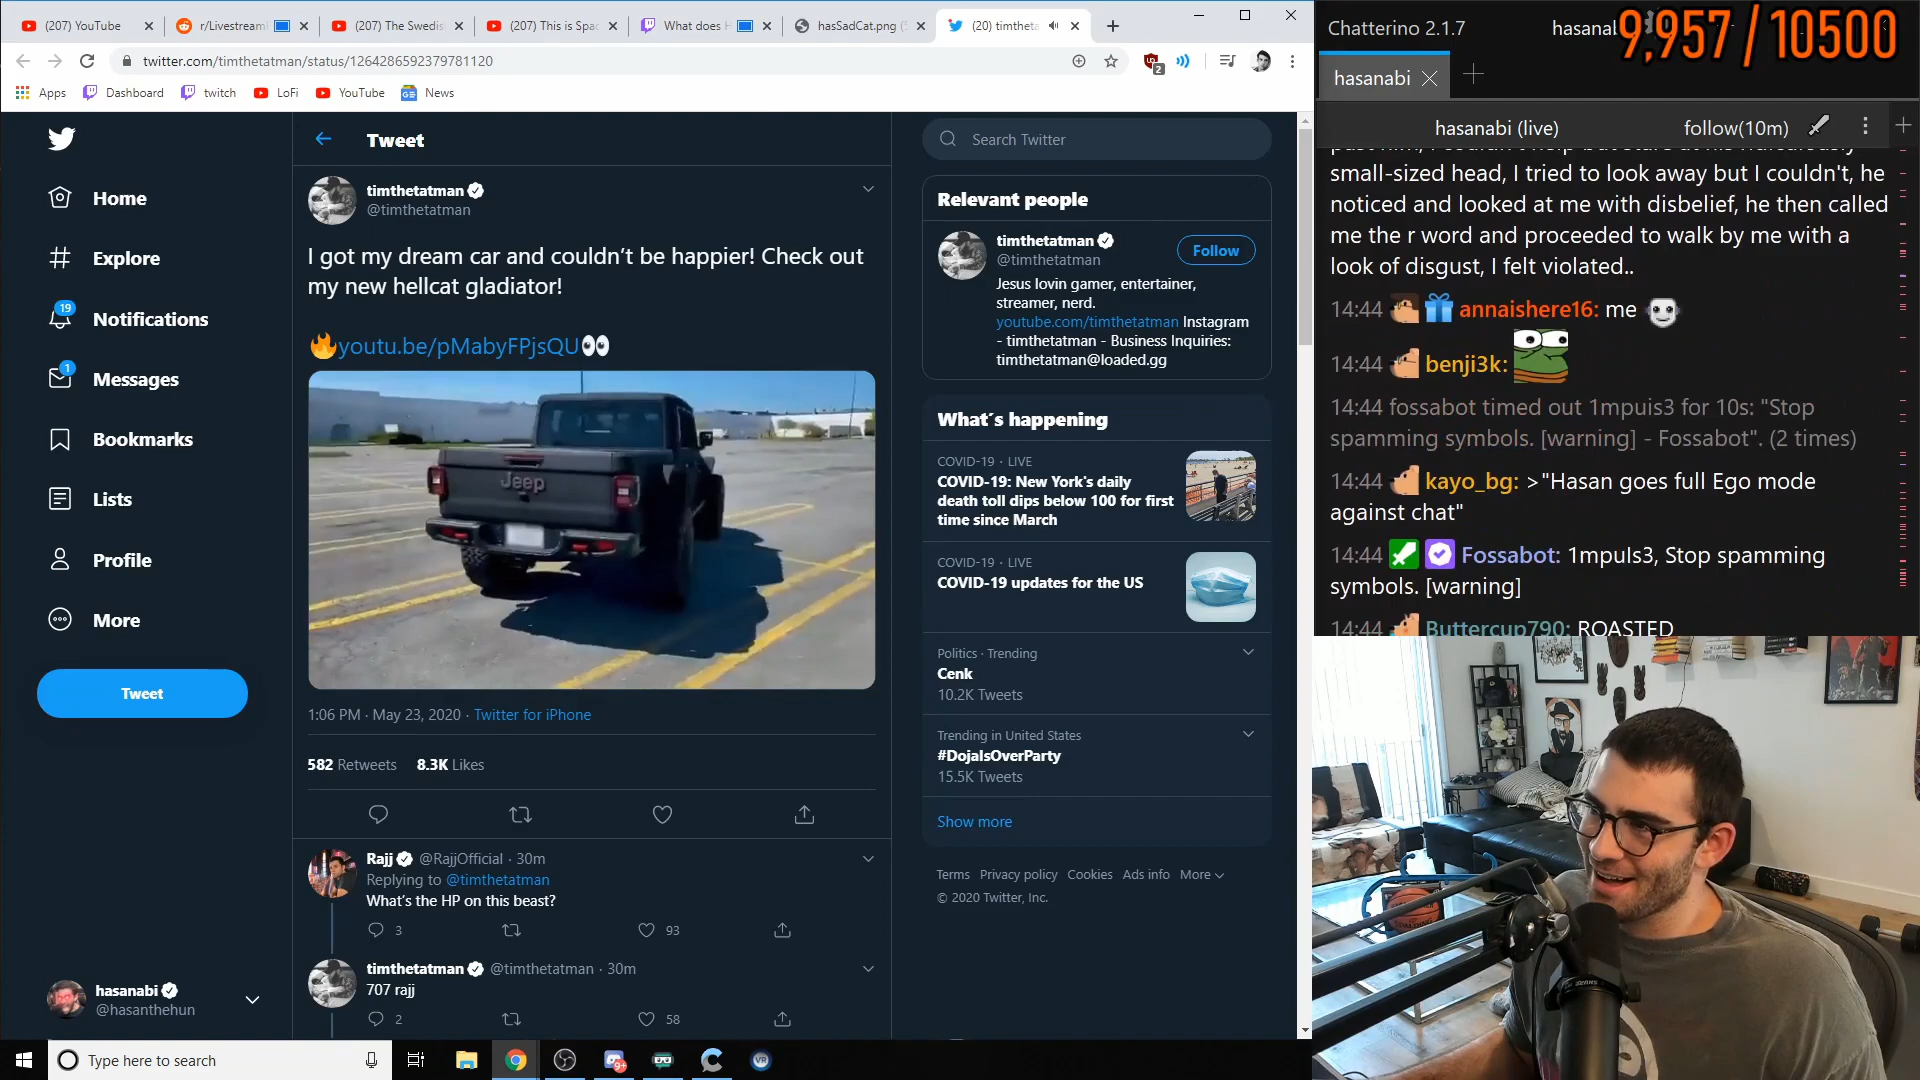 (207) YouTube
r/Livestream
(207) The Swedis
(207) This is Spac
What does H
hasSadCat.png (
(20) timtheta
twitter.com/timthetatman/status/1264286592379781120
2
Apps
Dashboard
twitch
LoFi
YouTube
News
Home
Explore
19
Notifications
1
Messages
Bookmarks
Lists
Profile
More
Tweet
hasanabi
@hasanthehun
Tweet
timthetatman
@timthetatman
I got my dream car and couldn’t be happier! Check out
my new hellcat gladiator!
🔥youtu.be/pMabyFPjsQU👀
Jeep
1:06 PM · May 23, 2020 · Twitter for iPhone
582 Retweets 8.3K Likes
Rajj @RajjOfficial · 30m
Replying to @timthetatman
What's the HP on this beast?
3
93
timthetatman @timthetatman · 30m
707 rajj
2
58
Search Twitter
Relevant people
timthetatman
@timthetatman
Follow
Jesus lovin gamer, entertainer,
streamer, nerd.
youtube.com/timthetatman Instagram
- timthetatman - Business Inquiries:
timthetatman@loaded.gg
What's happening
COVID-19 · LIVE
COVID-19: New York's daily
death toll dips below 100 for first
time since March
COVID-19 · LIVE
COVID-19 updates for the US
Politics · Trending
Cenk
10.2K Tweets
Trending in United States
#DojaIsOverParty
15.5K Tweets
Show more
Terms Privacy policy Cookies Ads info More
© 2020 Twitter, Inc.
Type here to search
9+
VR
Chatterino 2.1.7
hasanal
9,957 / 10500
hasanabi
hasanabi (live)
follow(10m)
small-sized head, I tried to look away but I couldn't, he
noticed and looked at me with disbelief, he then called
me the r word and proceeded to walk by me with a
look of disgust, I felt violated..
14:44 annaishere16: me
14:44 benji3k:
14:44 fossabot timed out 1mpuis3 for 10s: "Stop
spamming symbols. [warning] - Fossabot". (2 times)
14:44 kayo_bg: >"Hasan goes full Ego mode
against chat"
14:44 Fossabot: 1mpuls3, Stop spamming
symbols. [warning]
14:44 Buttercup790: ROASTED